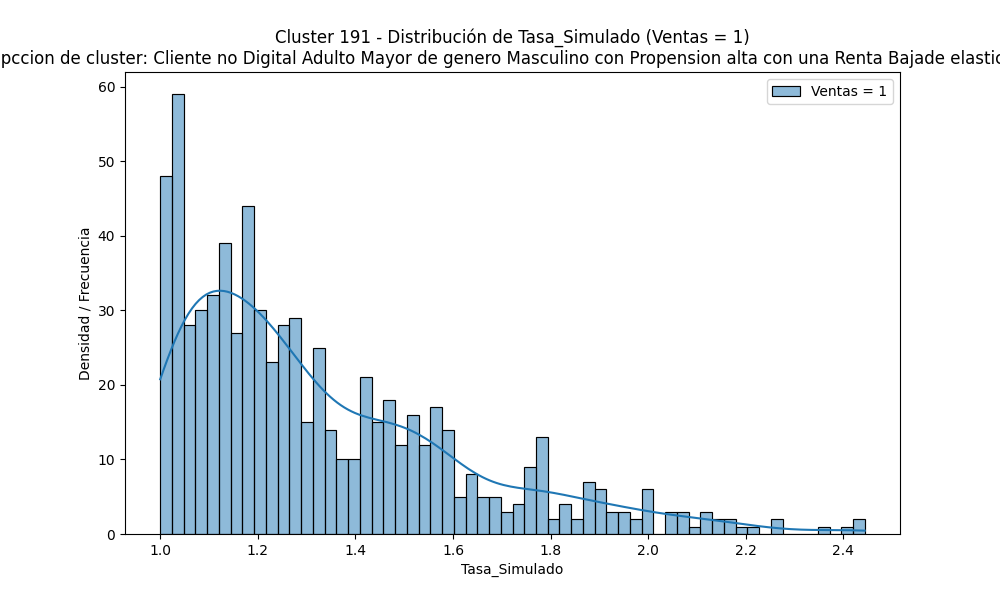 Cluster 191 - Distribución de Tasa_Simulado (Ventas = 1)
pccion de cluster: Cliente no Digital Adulto Mayor de genero Masculino con Propension alta con una Renta Bajade elastic
Ventas = 1
Densidad / Frecuencia
60
50
40
30
20
10
0
1.0 1.2 1.4 1.6 1.8 2.0 2.2 2.4
Tasa_Simulado